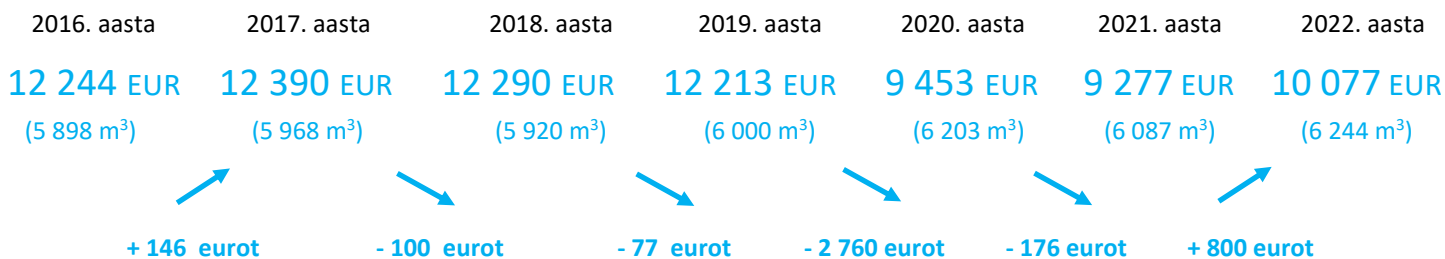 2016. aasta 2017. aasta 2018. aasta 2019. aasta 2020. aasta 2021. aasta 2022. aasta
12 244 EUR 12 390 EUR 12 290 EUR 12 213 EUR 9 453 EUR 9 277 EUR 10 077 EUR
(5 898 m³) (5 968 m³) (5 920 m³) (6 000 m³) (6 203 m³) (6 087 m³) (6 244 m³)
+ 146 eurot - 100 eurot - 77 eurot - 2 760 eurot - 176 eurot + 800 eurot